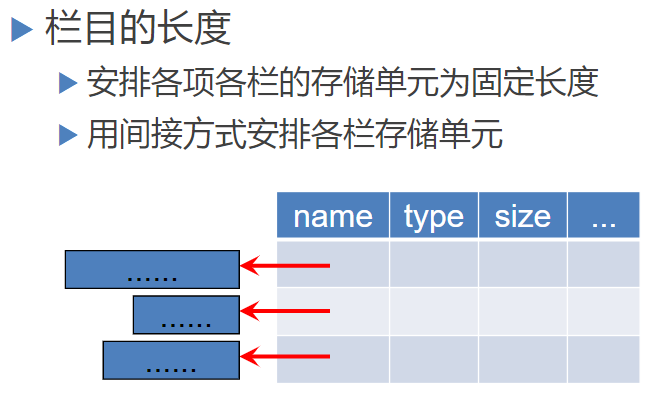 栏目的长度
安排各项各栏的存储单元为固定长度
用间接方式安排各栏存储单元
name type size ...
......
......
......